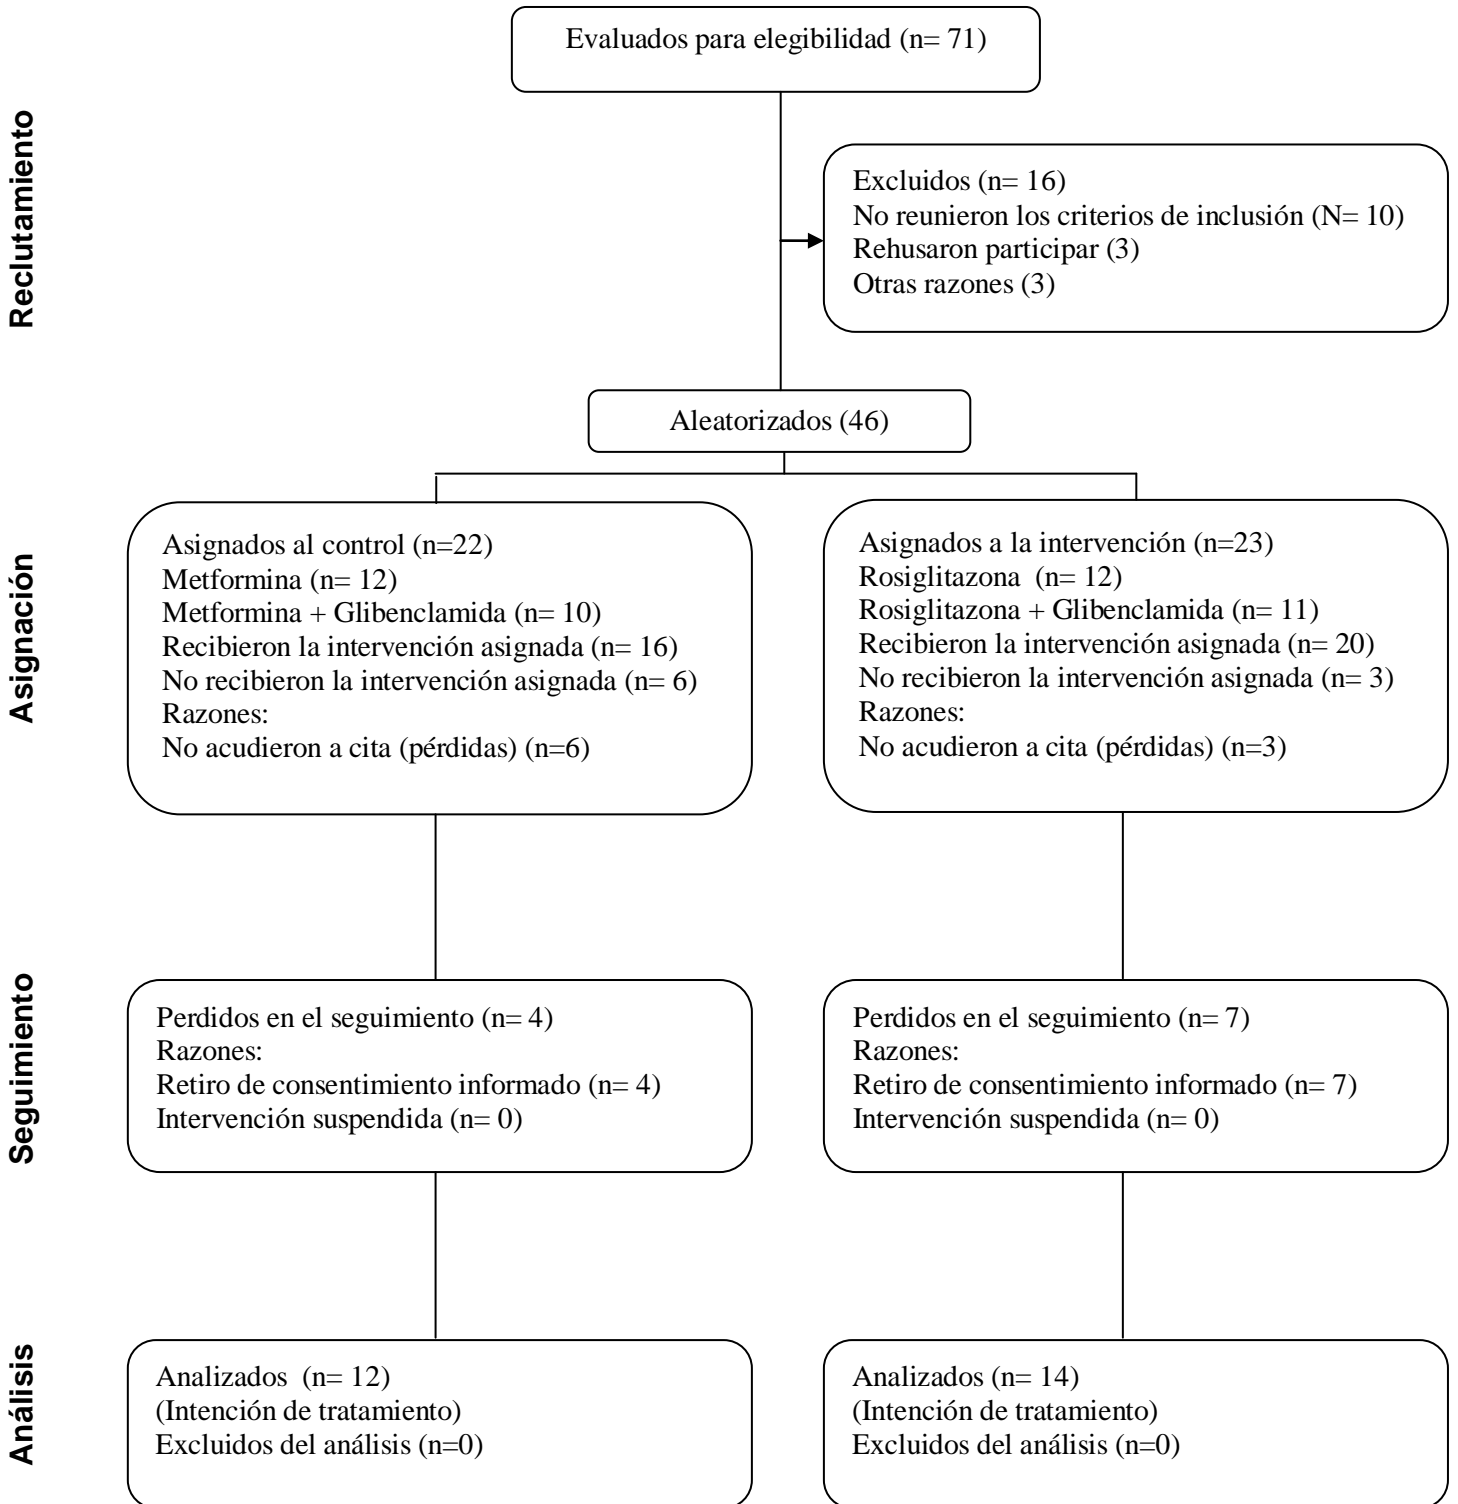 Evaluados para elegibilidad (n= 71)
Reclutamiento
Excluidos (n= 16)
No reunieron los criterios de inclusión (N= 10)
Rehusaron participar (3)
Otras razones (3)
Aleatorizados (46)
Asignación
Asignados al control (n=22)
Metformina (n= 12)
Metformina + Glibenclamida (n= 10)
Recibieron la intervención asignada (n= 16)
No recibieron la intervención asignada (n= 6)
Razones:
No acudieron a cita (pérdidas) (n=6)
Asignados a la intervención (n=23)
Rosiglitazona (n= 12)
Rosiglitazona + Glibenclamida (n= 11)
Recibieron la intervención asignada (n= 20)
No recibieron la intervención asignada (n= 3)
Razones:
No acudieron a cita (pérdidas) (n=3)
Seguimiento
Perdidos en el seguimiento (n= 4)
Razones:
Retiro de consentimiento informado (n= 4)
Intervención suspendida (n= 0)
Perdidos en el seguimiento (n= 7)
Razones:
Retiro de consentimiento informado (n= 7)
Intervención suspendida (n= 0)
Análisis
Analizados (n= 12)
(Intención de tratamiento)
Excluidos del análisis (n=0)
Analizados (n= 14)
(Intención de tratamiento)
Excluidos del análisis (n=0)